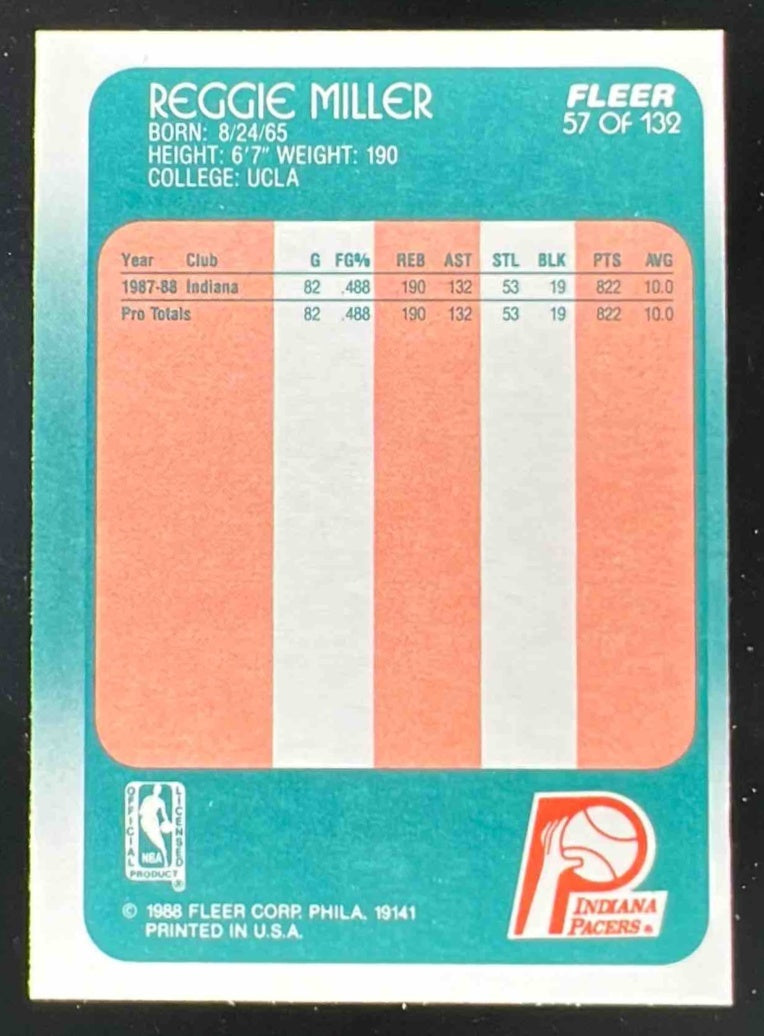 REGGIE MILLER
FLEER
57 OF 132
BORN: 8/24/65
HEIGHT: 6'7" WEIGHT: 190
COLLEGE: UCLA
Year Club G FG% REB AST STL BLK PTS AVG
1987-88 Indiana 82 .488 190 132 53 19 822 10.0
Pro Totals 82 .488 190 132 53 19 822 10.0
OFFICIAL LICENSED
NBA
PRODUCT ®
© 1988 FLEER CORP. PHILA. 19141
PRINTED IN U.S.A.
INDIANA
PACERS